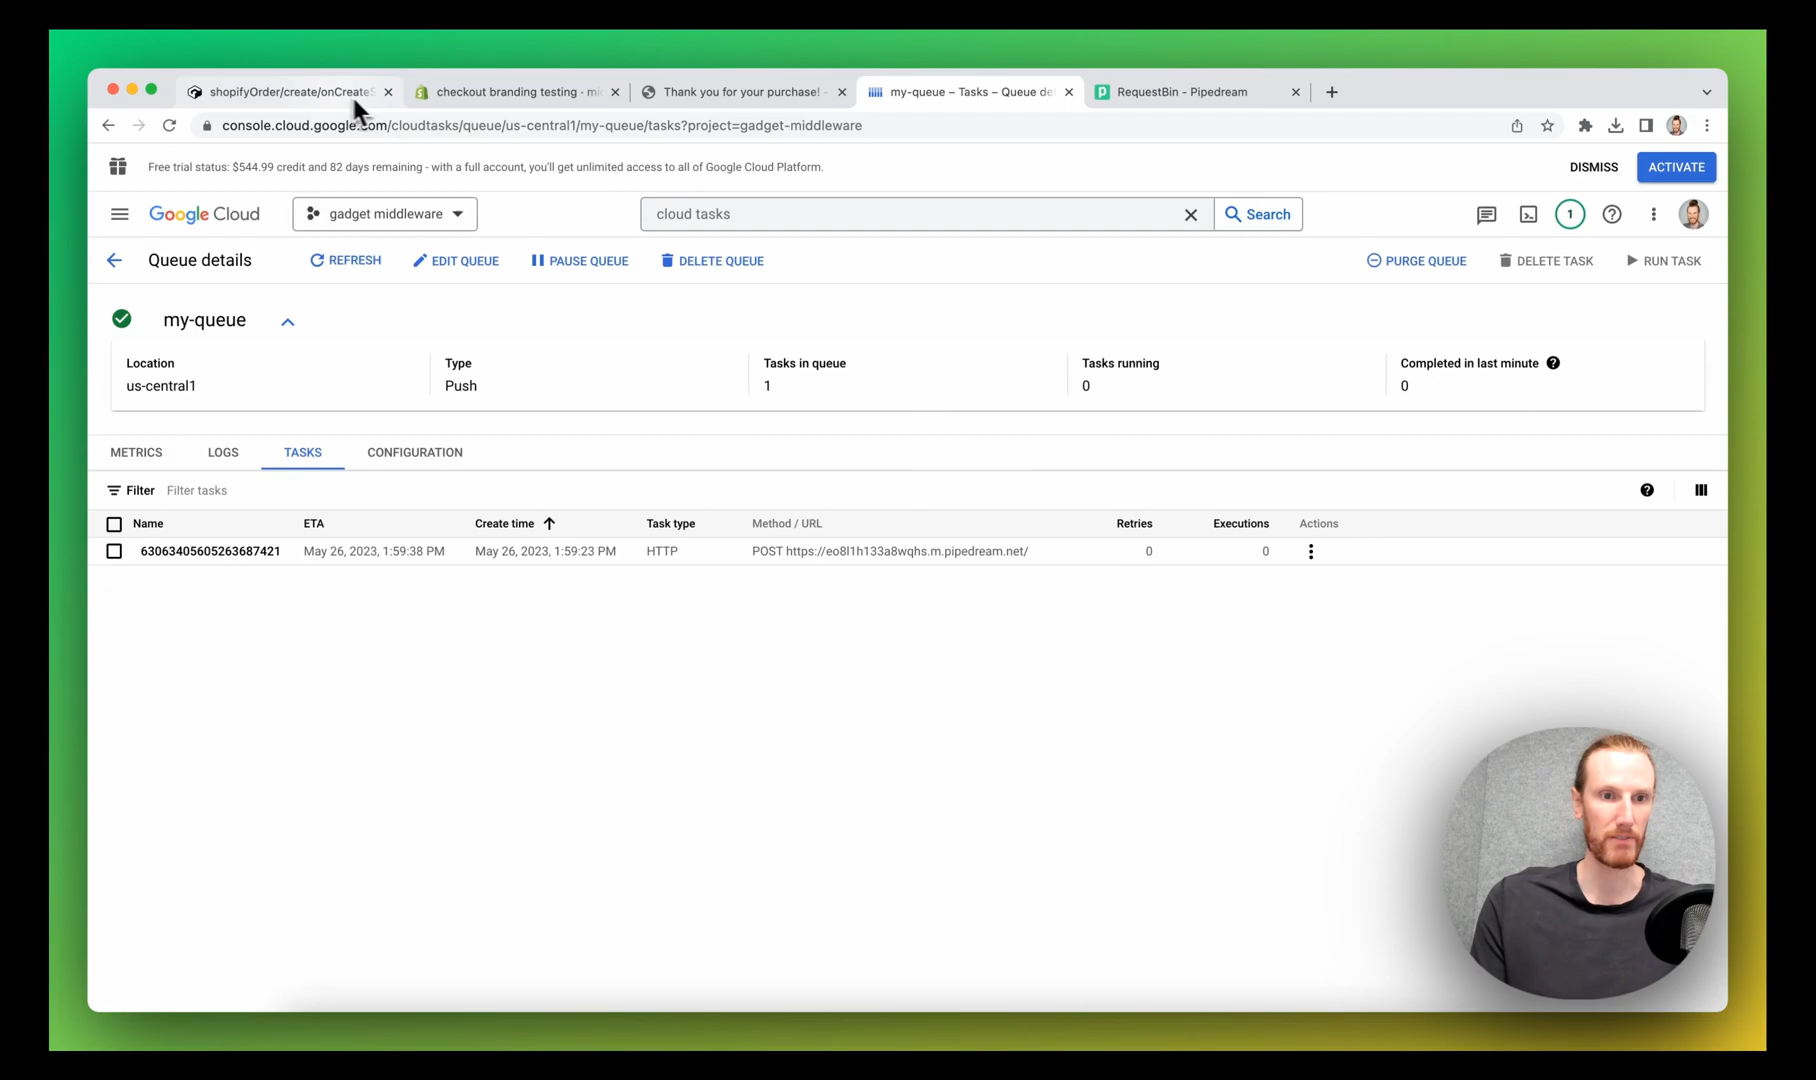 shopifyOrder/create/onCreateS
checkout branding testing · mi
Thank you for your purchase! -
my-queue – Tasks – Queue det
RequestBin - Pipedream
console.cloud.google.com/cloudtasks/queue/us-central1/my-queue/tasks?project=gadget-middleware
Free trial status: $544.99 credit and 82 days remaining - with a full account, you'll get unlimited access to all of Google Cloud Platform.
DISMISS
ACTIVATE
Google Cloud
gadget middleware
cloud tasks
Search
1
Queue details
REFRESH
EDIT QUEUE
PAUSE QUEUE
DELETE QUEUE
PURGE QUEUE
DELETE TASK
RUN TASK
my-queue
Location
us-central1
Type
Push
Tasks in queue
1
Tasks running
0
Completed in last minute
0
METRICS
LOGS
TASKS
CONFIGURATION
Filter
Filter tasks
Name
ETA
Create time
Task type
Method / URL
Retries
Executions
Actions
63063405605263687421
May 26, 2023, 1:59:38 PM
May 26, 2023, 1:59:23 PM
HTTP
POST https://eo8l1h133a8wqhs.m.pipedream.net/
0
0